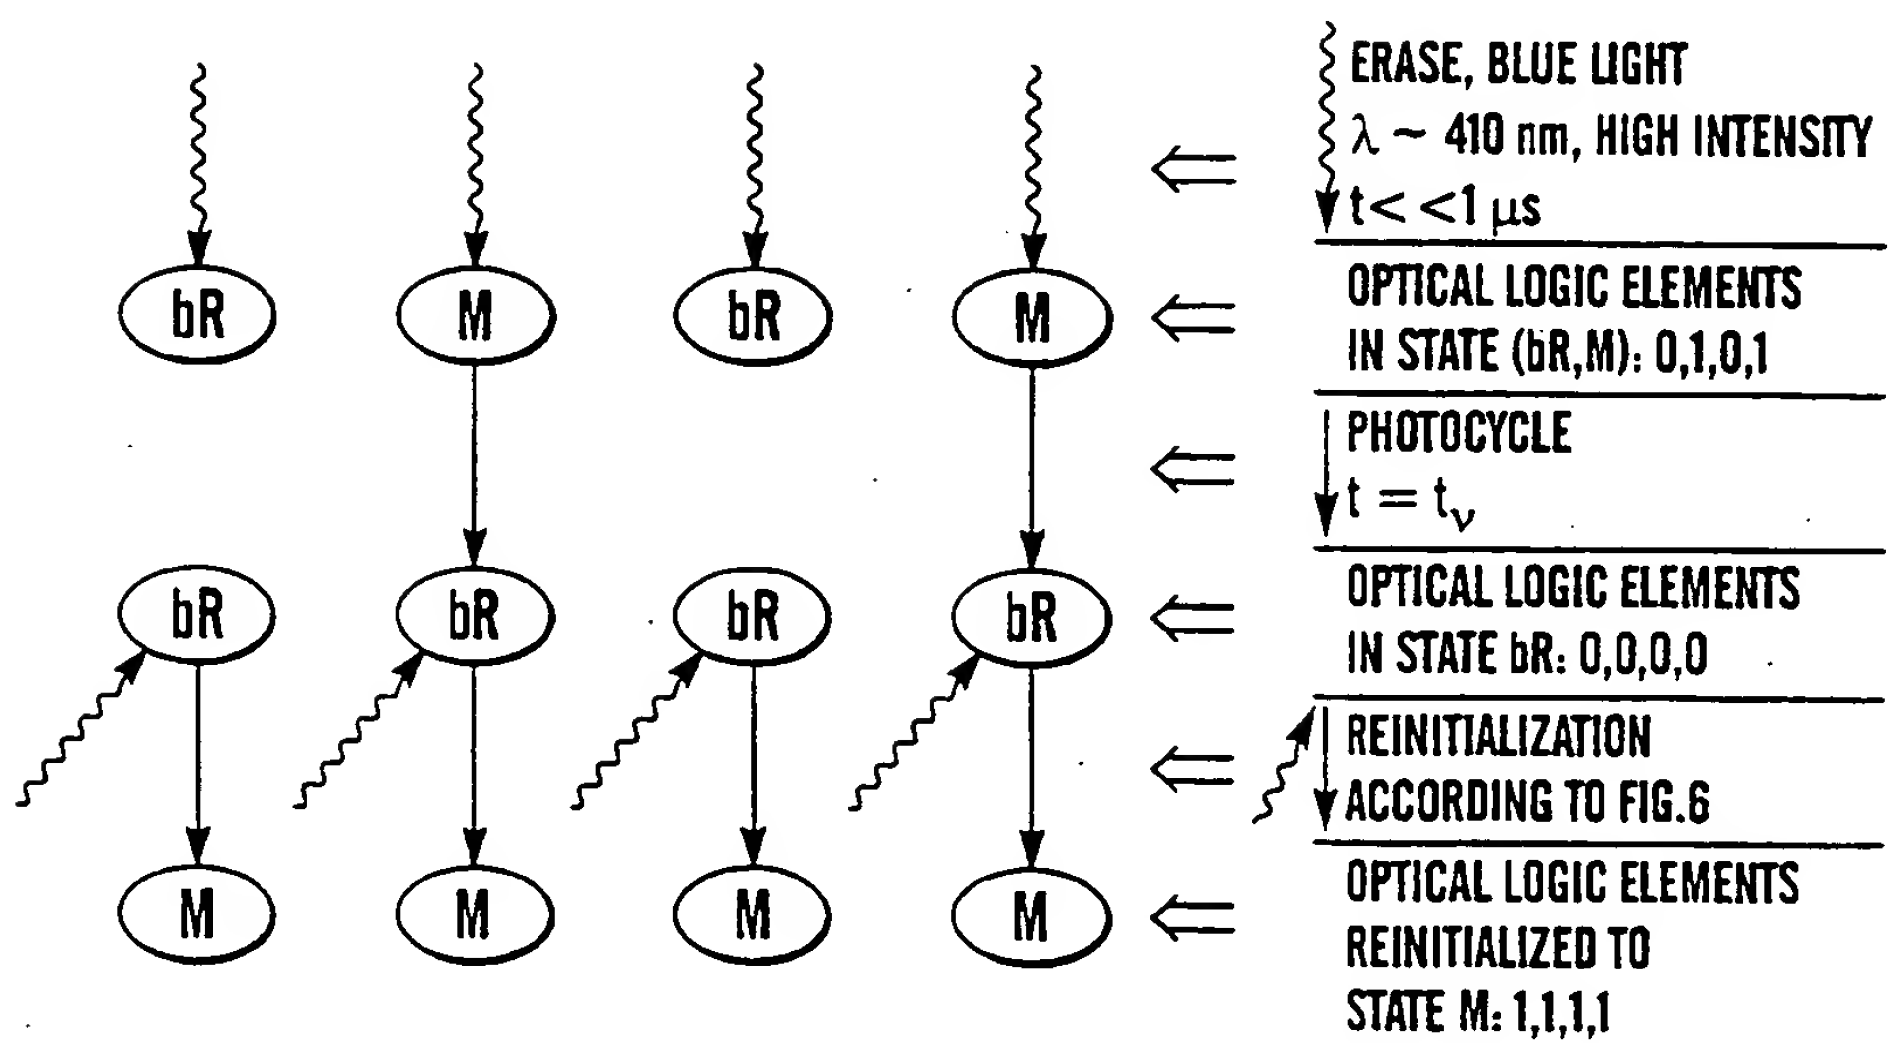 ERASE, BLUE LIGHT
λ ~ 410 nm, HIGH INTENSITY
t< <1 μs
bR M bR M
OPTICAL LOGIC ELEMENTS
IN STATE (bR,M): 0,1,0,1
PHOTOCYCLE
t = tν
bR bR bR bR
OPTICAL LOGIC ELEMENTS
IN STATE bR: 0,0,0,0
REINITIALIZATION
ACCORDING TO FIG.6
M M M M
OPTICAL LOGIC ELEMENTS
REINITIALIZED TO
STATE M: 1,1,1,1